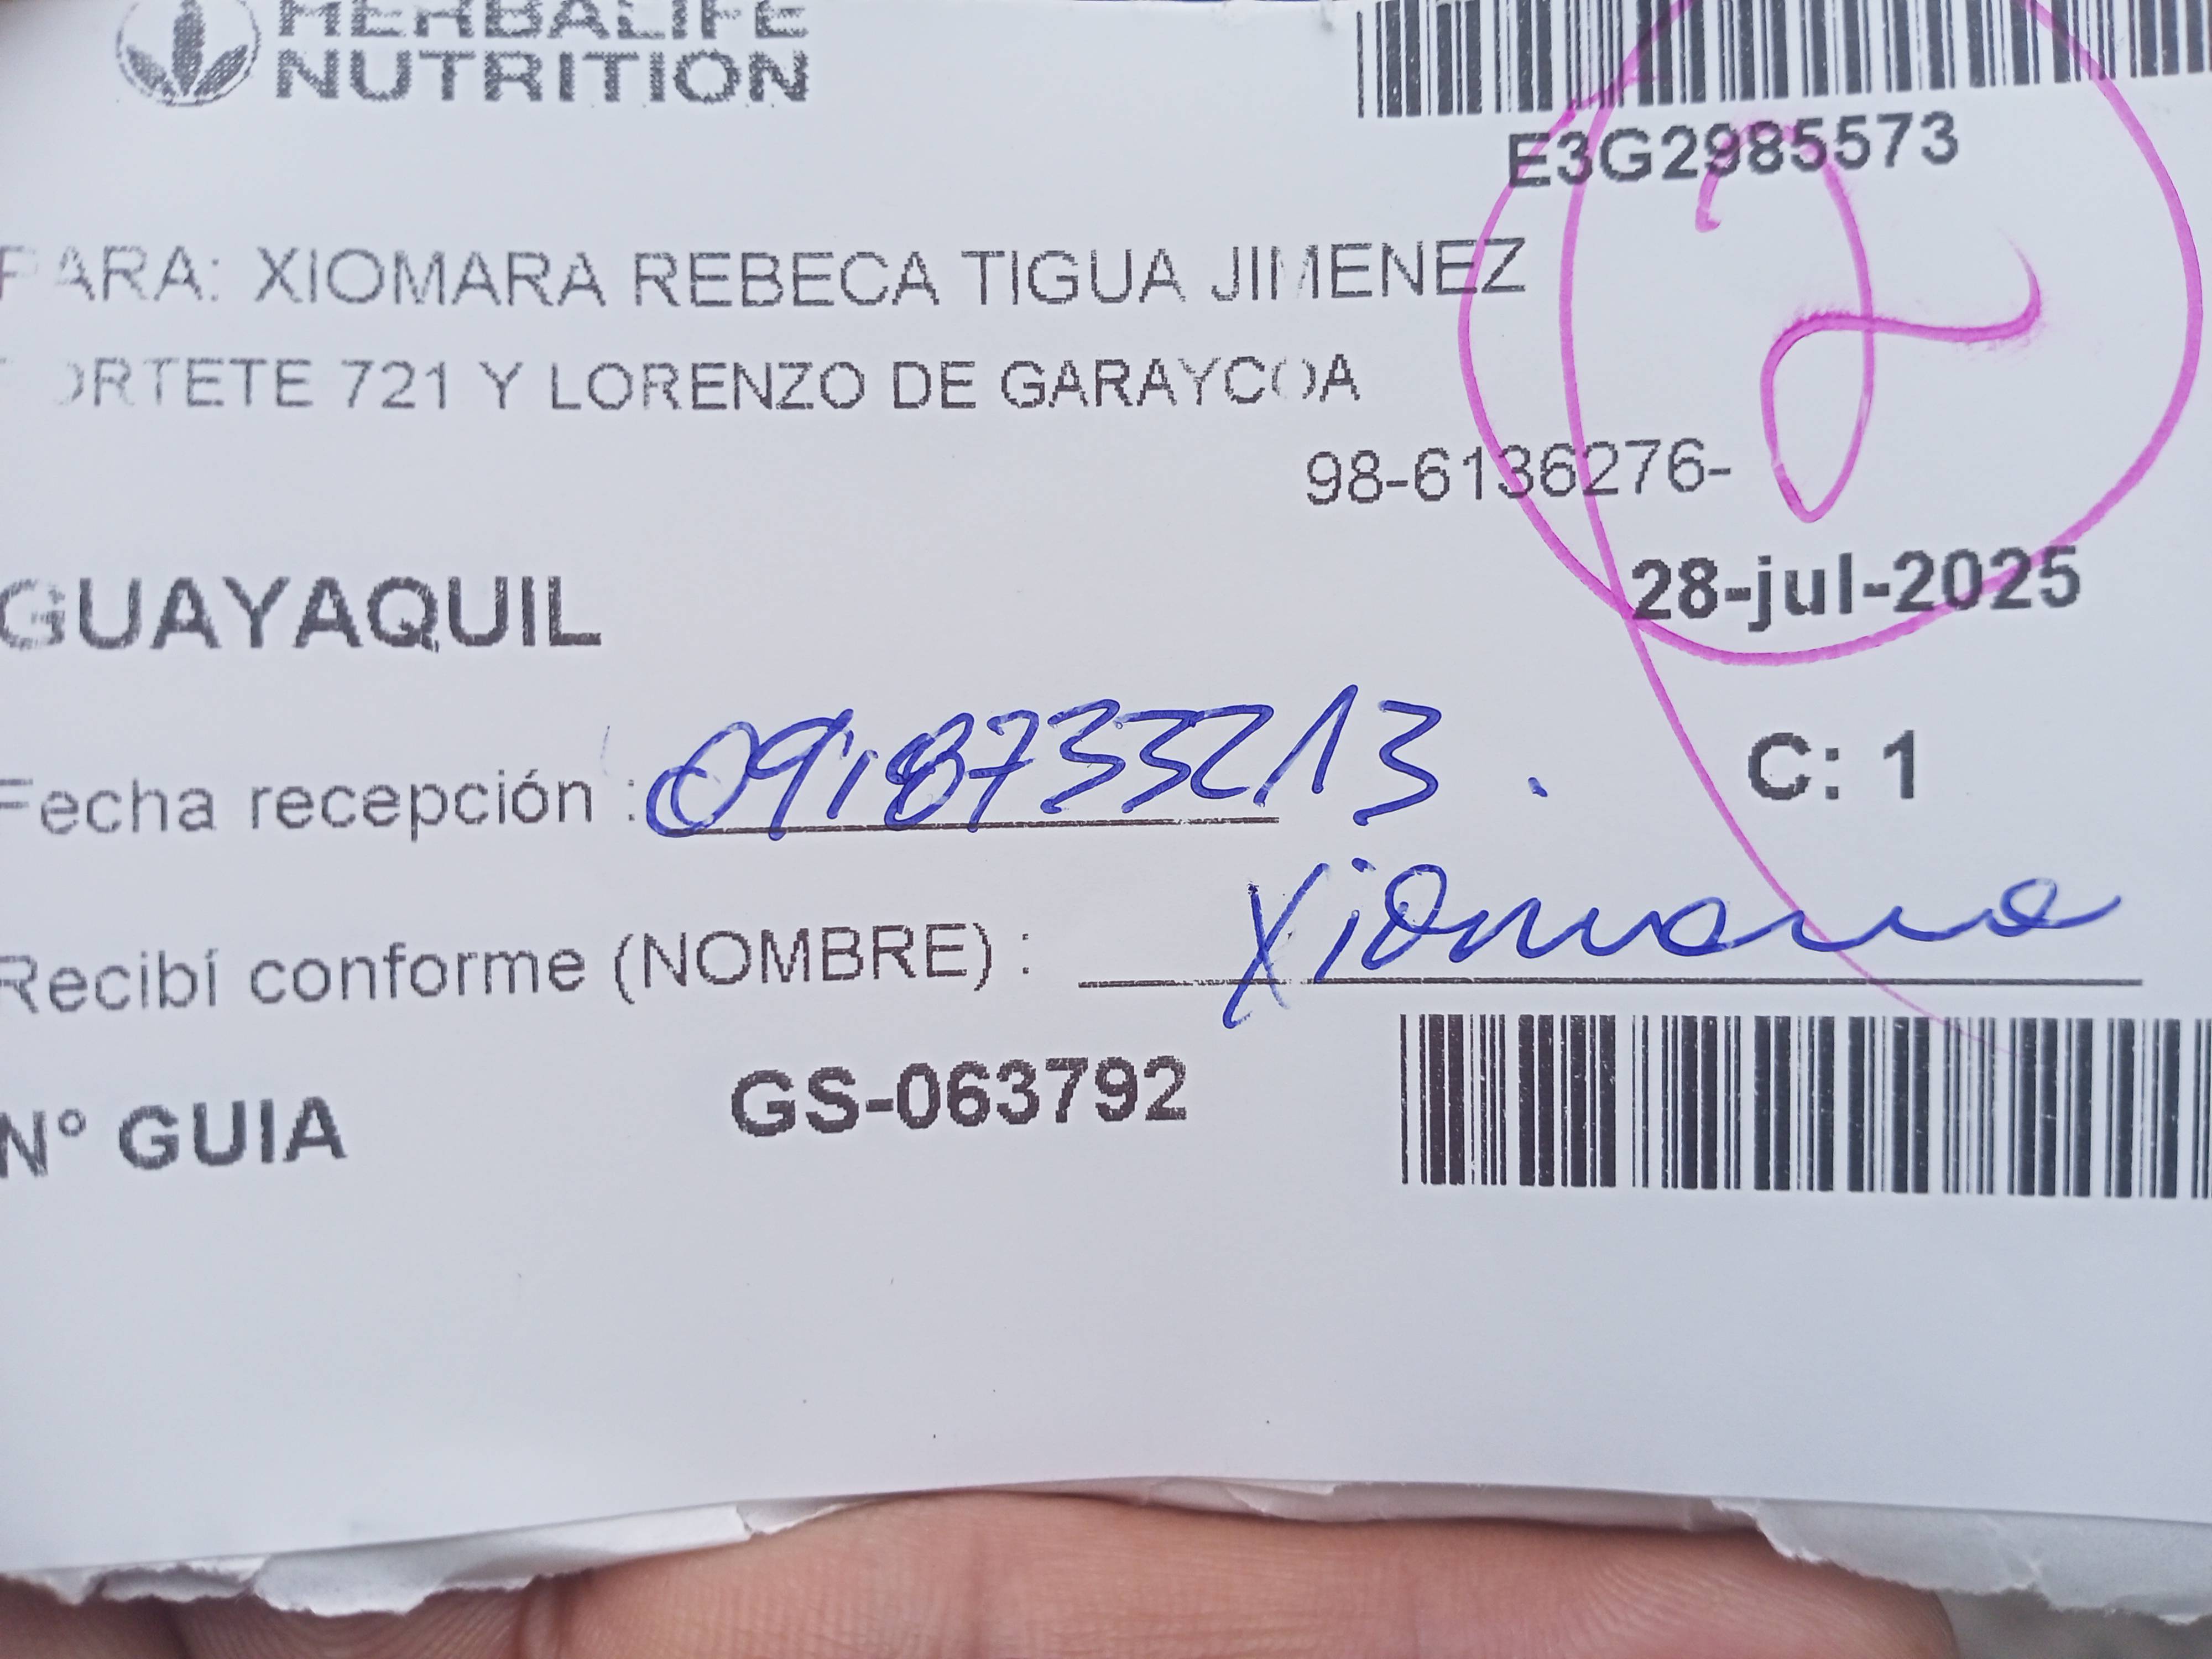 HERBALIFE
NUTRITION
E3G2985573
PARA: XIOMARA REBECA TIGUA JIMENEZ
ORTETE 721 Y LORENZO DE GARAYCOA
98-6136276-
2
28-jul-2025
GUAYAQUIL
C: 1
Fecha recepción :
Recibí conforme (NOMBRE) : Xiomara
N° GUIA GS-063792